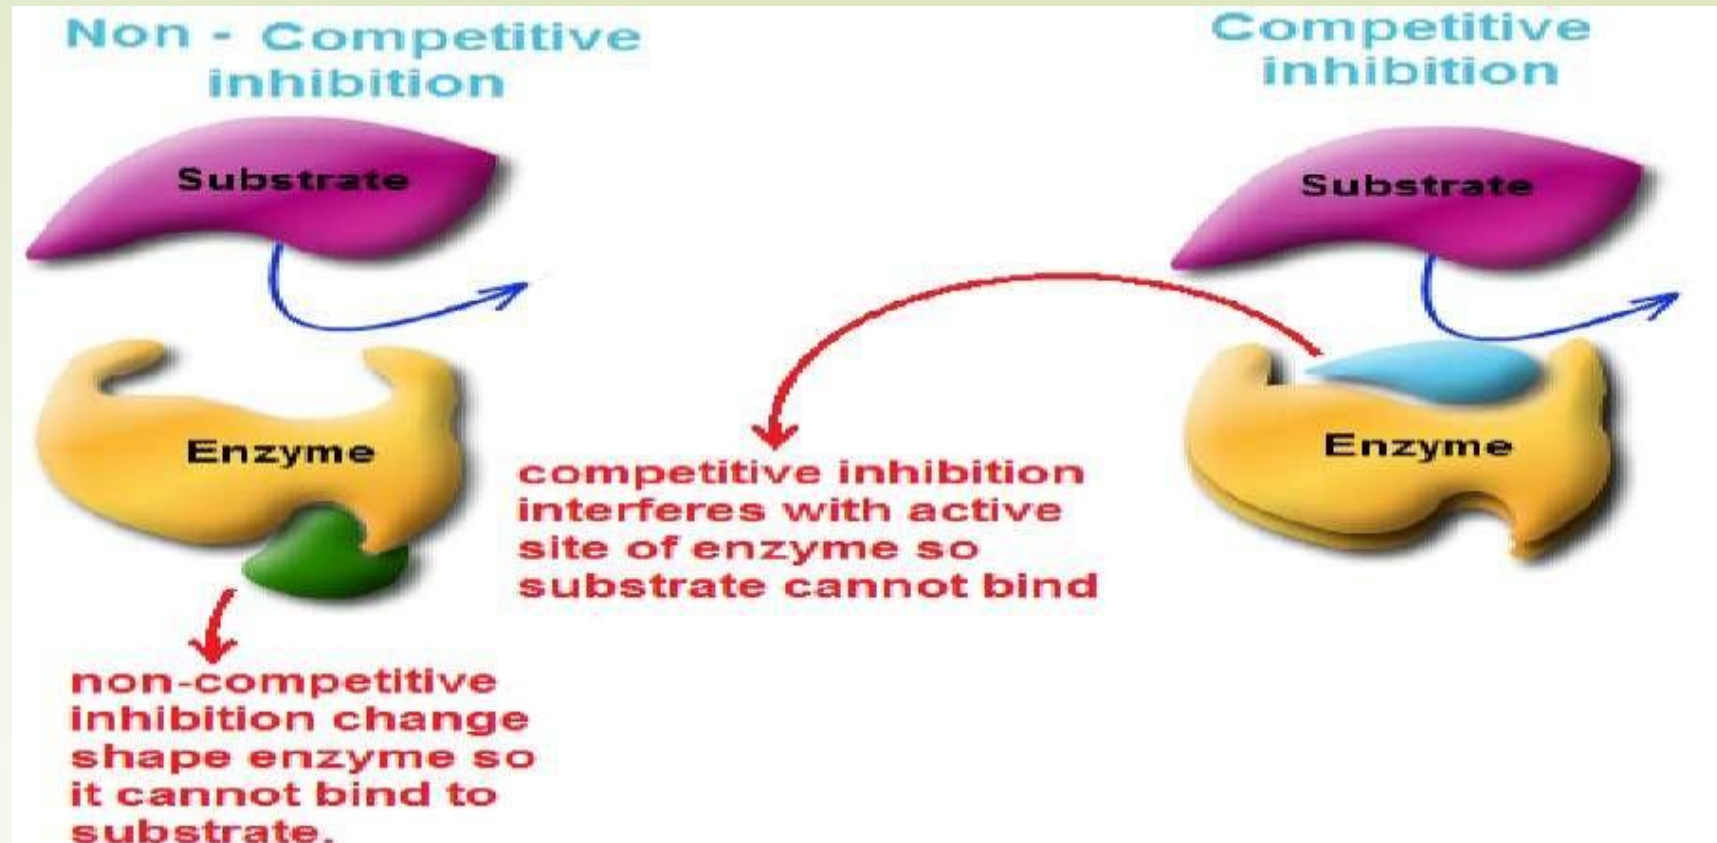 Non - Competitive
inhibition
Substrate
Enzyme
non-competitive
inhibition change
shape enzyme so
it cannot bind to
substrate.
competitive inhibition
interferes with active
site of enzyme so
substrate cannot bind
Competitive
inhibition
Substrate
Enzyme